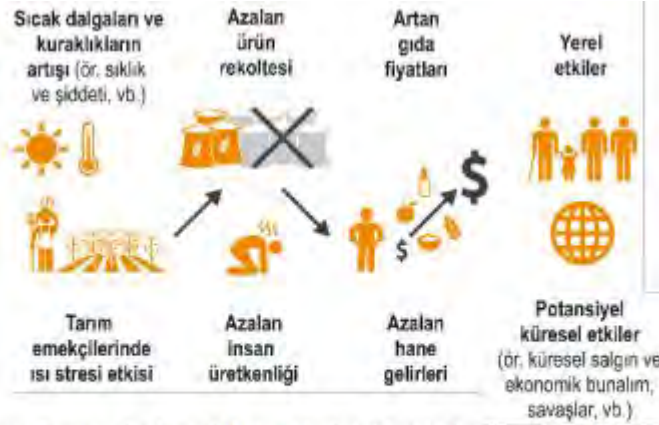 Sıcak dalgaları ve
kuraklıkların
artışı (ör. sıklık
ve şiddeti, vb.)
Azalan
ürün
rekoltesi
Artan
gıda
fiyatları
Yerel
etkiler
$
$
Tarım
emekçilerinde
ısı stresi etkisi
Azalan
insan
üretkenliği
Azalan
hane
gelirleri
Potansiyel
küresel etkiler
(ör. küresel salgın ve
ekonomik bunalım,
savaşlar, vb.)